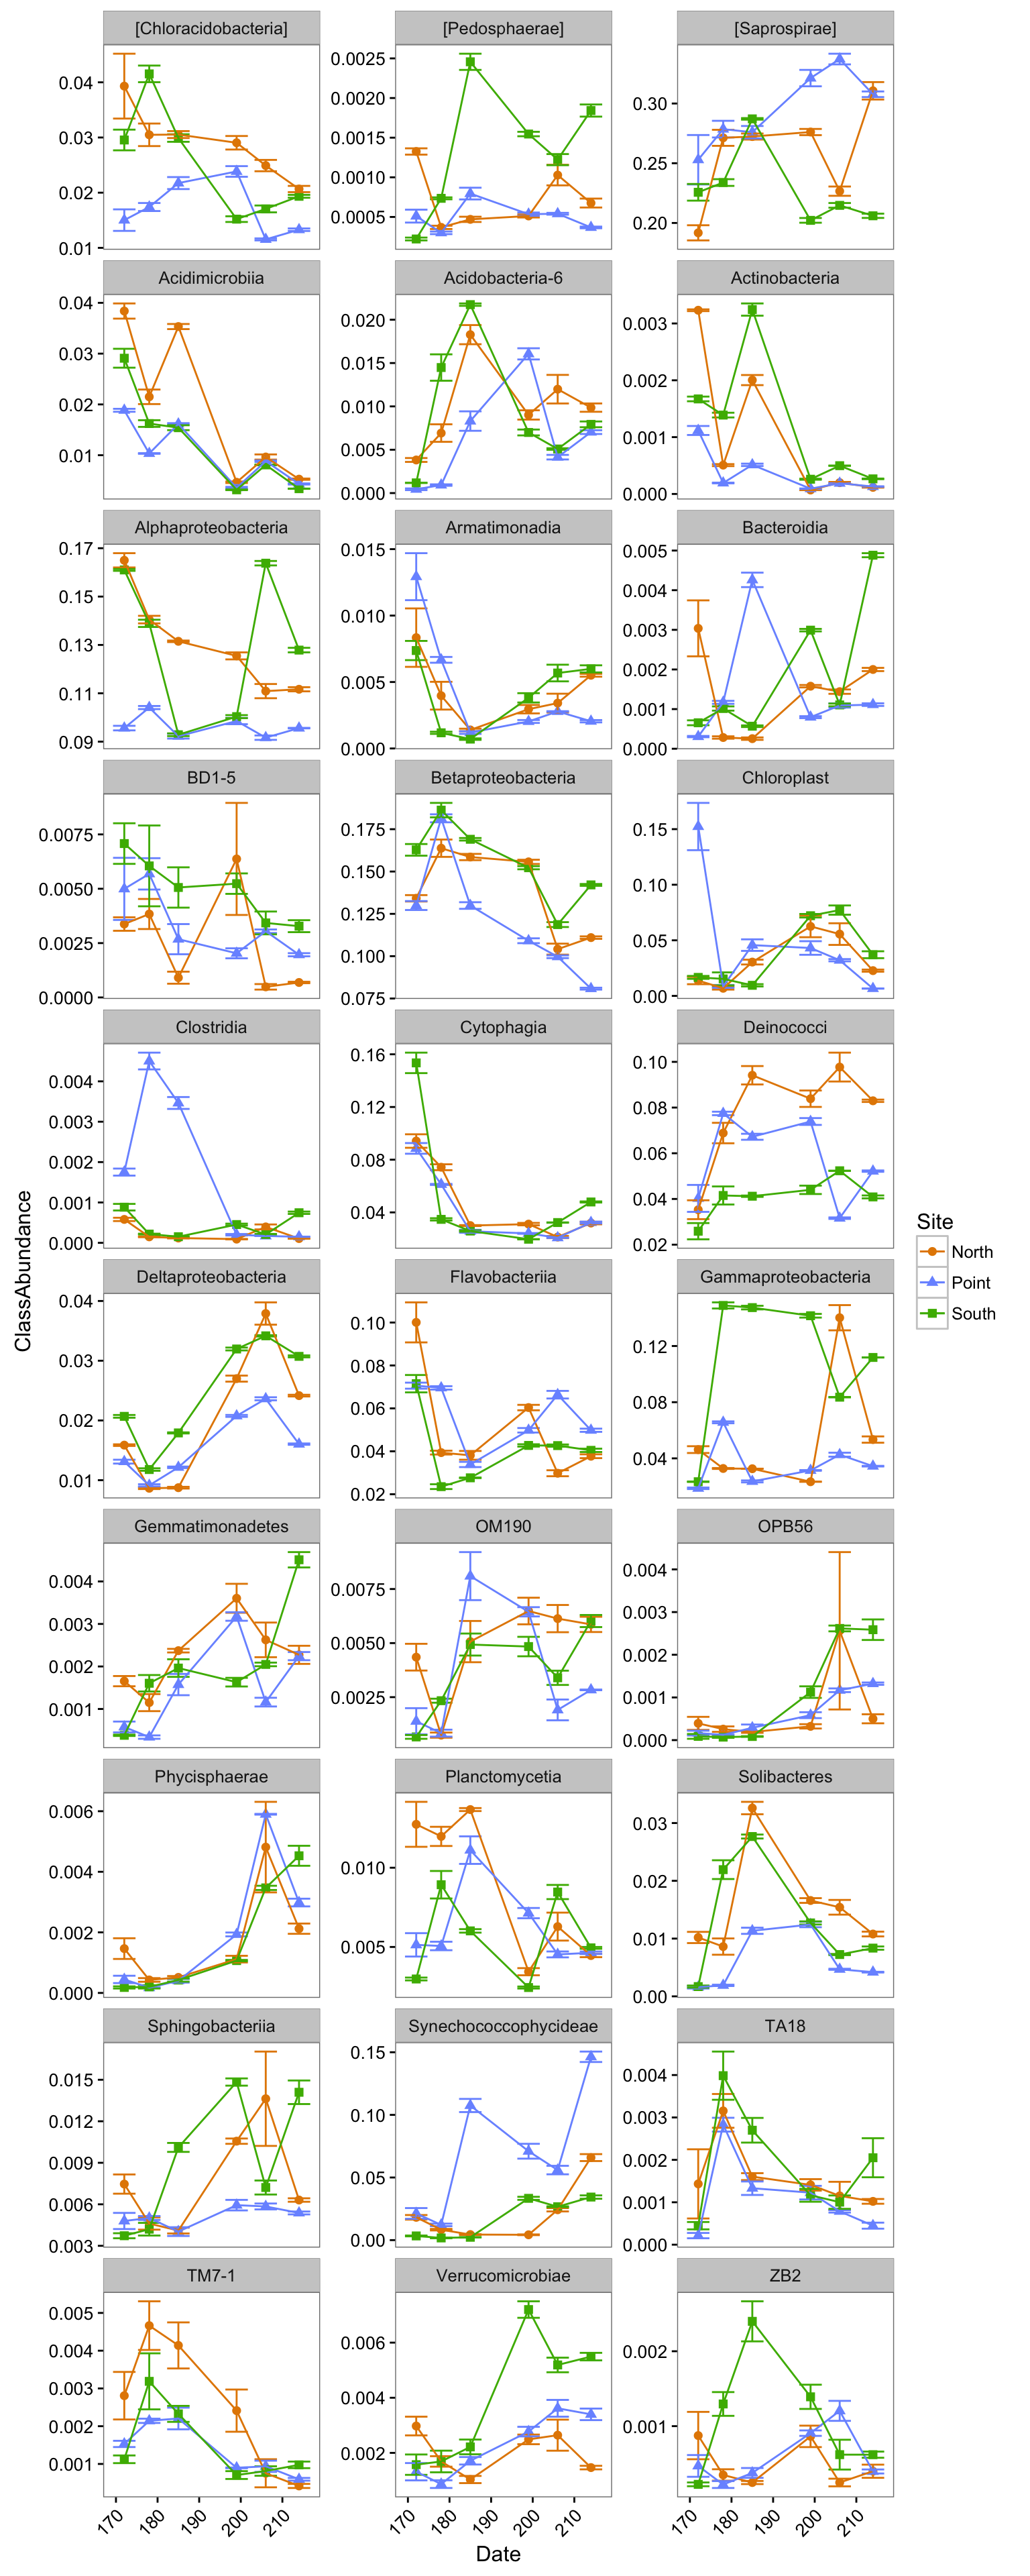 [Chloracidobacteria] [Pedosphaerae] [Saprospirae]
0.04 0.03 0.02 0.01
0.0025 0.0020 0.0015 0.0010 0.0005
0.30 0.25 0.20
Acidimicrobiia Acidobacteria-6 Actinobacteria
0.04 0.03 0.02 0.01
0.020 0.015 0.010 0.005 0.000
0.003 0.002 0.001 0.000
Alphaproteobacteria Armatimonadia Bacteroidia
0.17 0.15 0.13 0.11 0.09
0.015 0.010 0.005 0.000
0.005 0.004 0.003 0.002 0.001 0.000
BD1-5 Betaproteobacteria Chloroplast
0.0075 0.0050 0.0025 0.0000
0.175 0.150 0.125 0.100 0.075
0.15 0.10 0.05 0.00
Clostridia Cytophagia Deinococci
0.004 0.003 0.002 0.001 0.000
0.16 0.12 0.08 0.04
0.10 0.08 0.06 0.04 0.02
Deltaproteobacteria Flavobacteriia Gammaproteobacteria
0.04 0.03 0.02 0.01
0.10 0.08 0.06 0.04 0.02
0.12 0.08 0.04
Gemmatimonadetes OM190 OPB56
0.004 0.003 0.002 0.001
0.0075 0.0050 0.0025
0.004 0.003 0.002 0.001 0.000
Phycisphaerae Planctomycetia Solibacteres
0.006 0.004 0.002 0.000
0.010 0.005
0.03 0.02 0.01 0.00
Sphingobacteriia Synechococcophycideae TA18
0.015 0.012 0.009 0.006 0.003
0.15 0.10 0.05 0.00
0.004 0.003 0.002 0.001 0.000
TM7-1 Verrucomicrobiae ZB2
0.005 0.004 0.003 0.002 0.001
0.006 0.004 0.002
0.002 0.001
170 180 190 200 210 170 180 190 200 210 170 180 190 200 210
Date
ClassAbundance
Site
North
Point
South